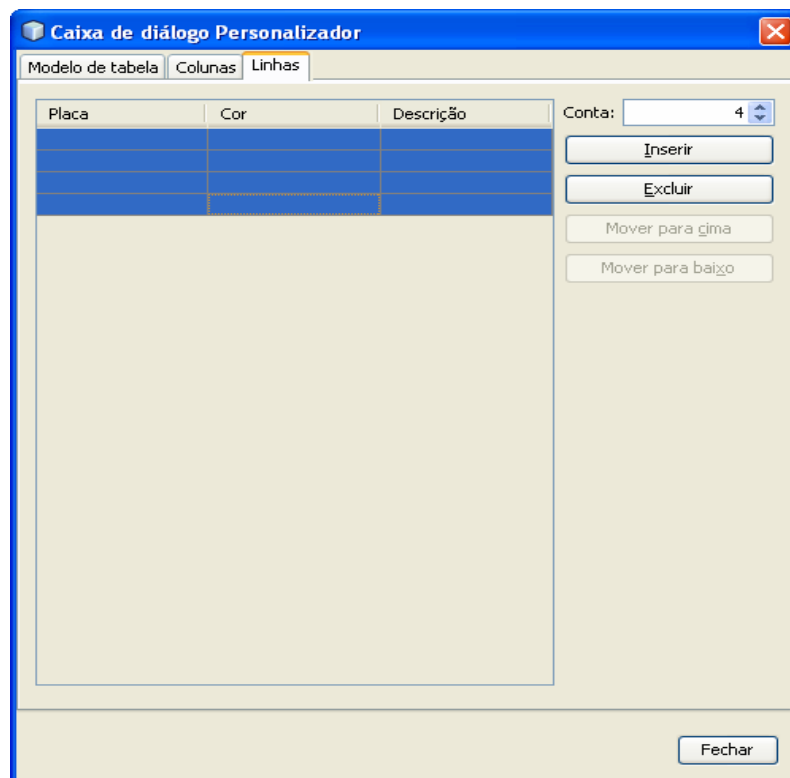 Caixa de diálogo Personalizador
Modelo de tabela Colunas Linhas
Placa Cor Descrição Conta: 4
Inserir
Excluir
Mover para cima
Mover para baixo
Fechar